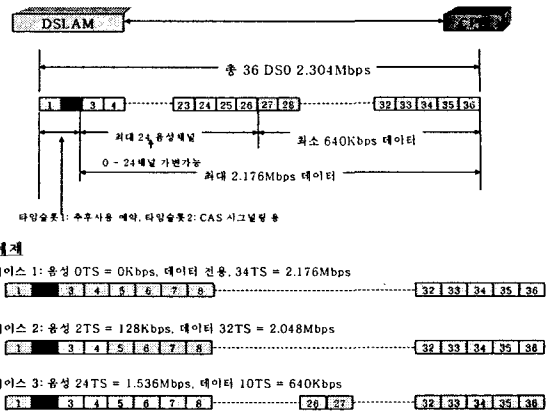 DSLAM
총 36 DS0 2.304Mbps
1 3 4 23 24 25 26 27 28 32 33 34 35 36
최대 24 음성채널
최소 640Kbps 데이터
0 - 24채널 가변가능
최대 2.176Mbps 데이터
타임슬롯1: 추후사용 예약, 타임슬롯2: CAS 시그널링 용
제
이스 1: 음성 0TS = 0Kbps, 데이터 전용, 34TS = 2.176Mbps
1 3 4 5 6 7 8 32 33 34 35 36
이스 2: 음성 2TS = 128Kbps, 데이터 32TS = 2.048Mbps
1 3 4 5 6 7 8 32 33 34 35 36
이스 3: 음성 24TS = 1.536Mbps, 데이터 10TS = 640Kbps
1 3 4 5 6 7 8 26 27 32 33 34 35 36